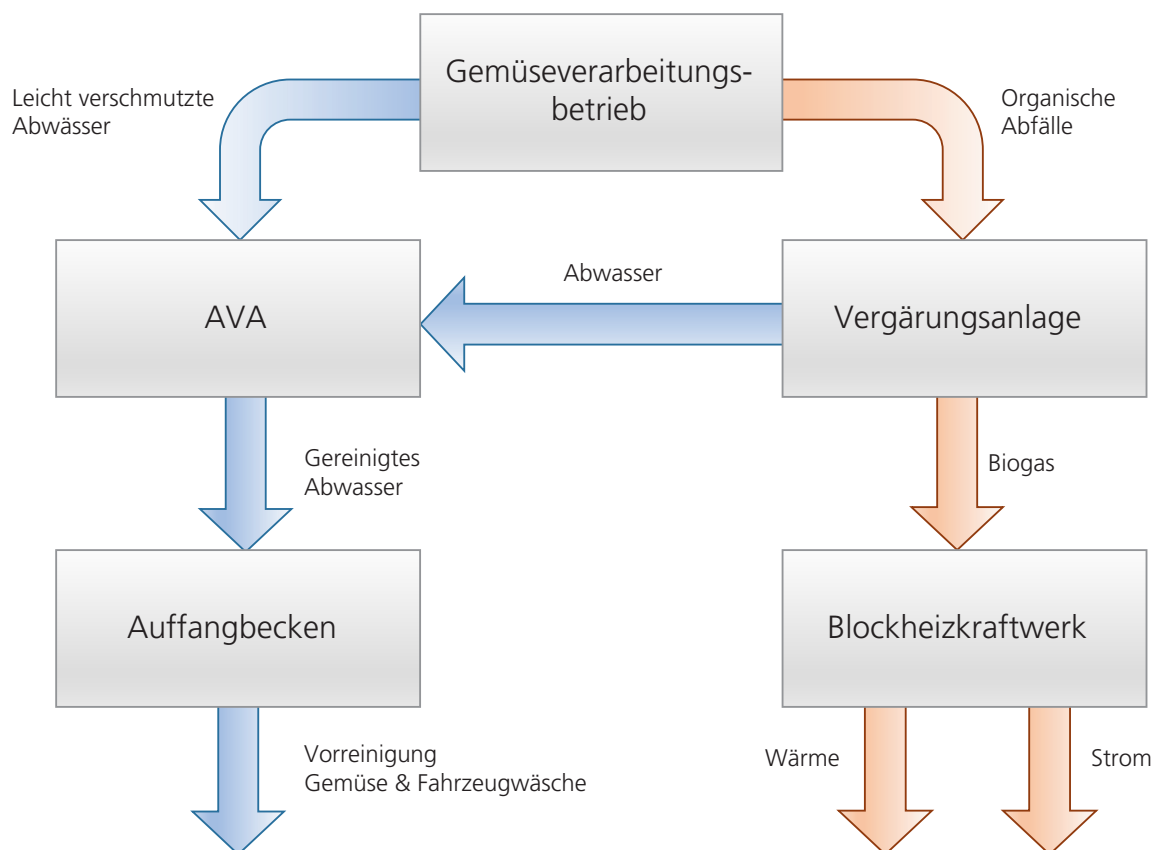 Gemüseverarbeitungs-
betrieb
Leicht verschmutzte
Abwässer
Organische
Abfälle
AVA
Abwasser
Vergärungsanlage
Gereinigtes
Abwasser
Biogas
Auffangbecken
Blockheizkraftwerk
Vorreinigung
Gemüse & Fahrzeugwäsche
Wärme
Strom